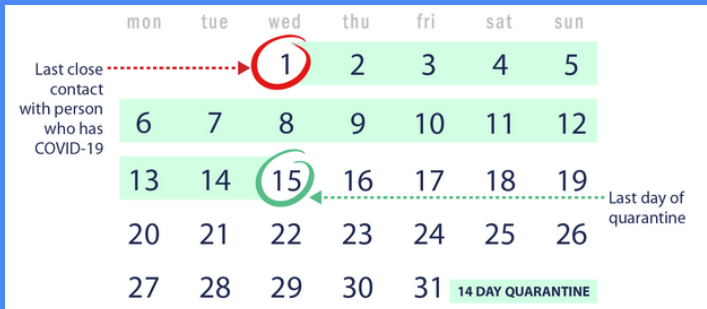 mon tue wed thu fri sat sun
Last close
contact
with person
who has
COVID-19
1 2 3 4 5
6 7 8 9 10 11 12
13 14 15 16 17 18 19
Last day of
quarantine
20 21 22 23 24 25 26
27 28 29 30 31 14 DAY QUARANTINE